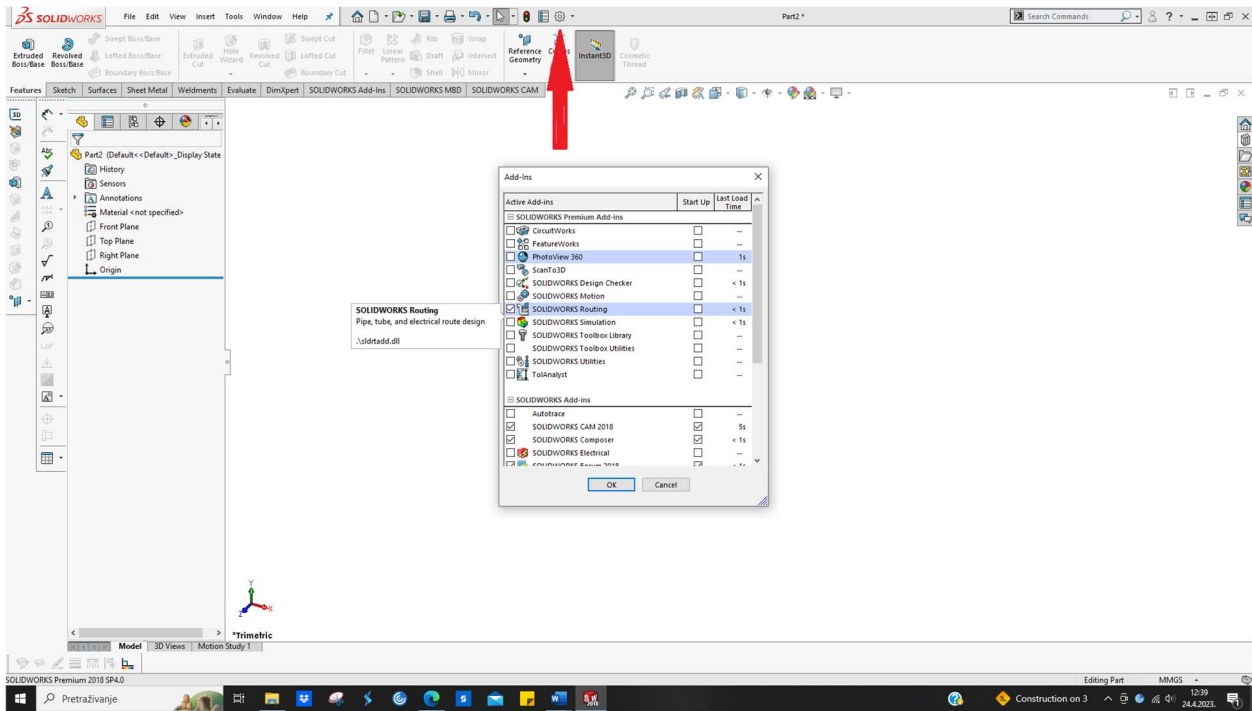 SOLIDWORKS File Edit View Insert Tools Window Help Part2 * Search Commands
Extruded Boss/Base
Revolved Boss/Base
Swept Boss/Base
Lofted Boss/Base
Boundary Boss/Base
Extruded Cut
Hole Wizard
Revolved Cut
Swept Cut
Lofted Cut
Boundary Cut
Fillet
Linear Pattern
Rib
Draft
Shell
Wrap
Intersect
Mirror
Reference Geometry
Instant3D
Cosmetic Thread
Features Sketch Surfaces Sheet Metal Weldments Evaluate DimXpert SOLIDWORKS Add-Ins SOLIDWORKS MBD SOLIDWORKS CAM
Part2 (Default<<Default>_Display State
History
Sensors
Annotations
Material <not specified>
Front Plane
Top Plane
Right Plane
Origin
SOLIDWORKS Routing
Pipe, tube, and electrical route design
.\sldrtadd.dll
Add-Ins
Active Add-ins Start Up Last Load Time
SOLIDWORKS Premium Add-ins
CircuitWorks --
FeatureWorks --
PhotoView 360 1s
ScanTo3D --
SOLIDWORKS Design Checker < 1s
SOLIDWORKS Motion --
SOLIDWORKS Routing < 1s
SOLIDWORKS Simulation < 1s
SOLIDWORKS Toolbox Library --
SOLIDWORKS Toolbox Utilities --
SOLIDWORKS Utilities --
TolAnalyst --
SOLIDWORKS Add-ins
Autotrace --
SOLIDWORKS CAM 2018 5s
SOLIDWORKS Composer < 1s
SOLIDWORKS Electrical --
SOLIDWORKS Forum 2018 < 1s
OK Cancel
Y
X
Z
*Trimetric
Model 3D Views Motion Study 1
SOLIDWORKS Premium 2018 SP4.0 Editing Part MMGS
Pretraživanje Construction on 3 12:39
24.4.2023.